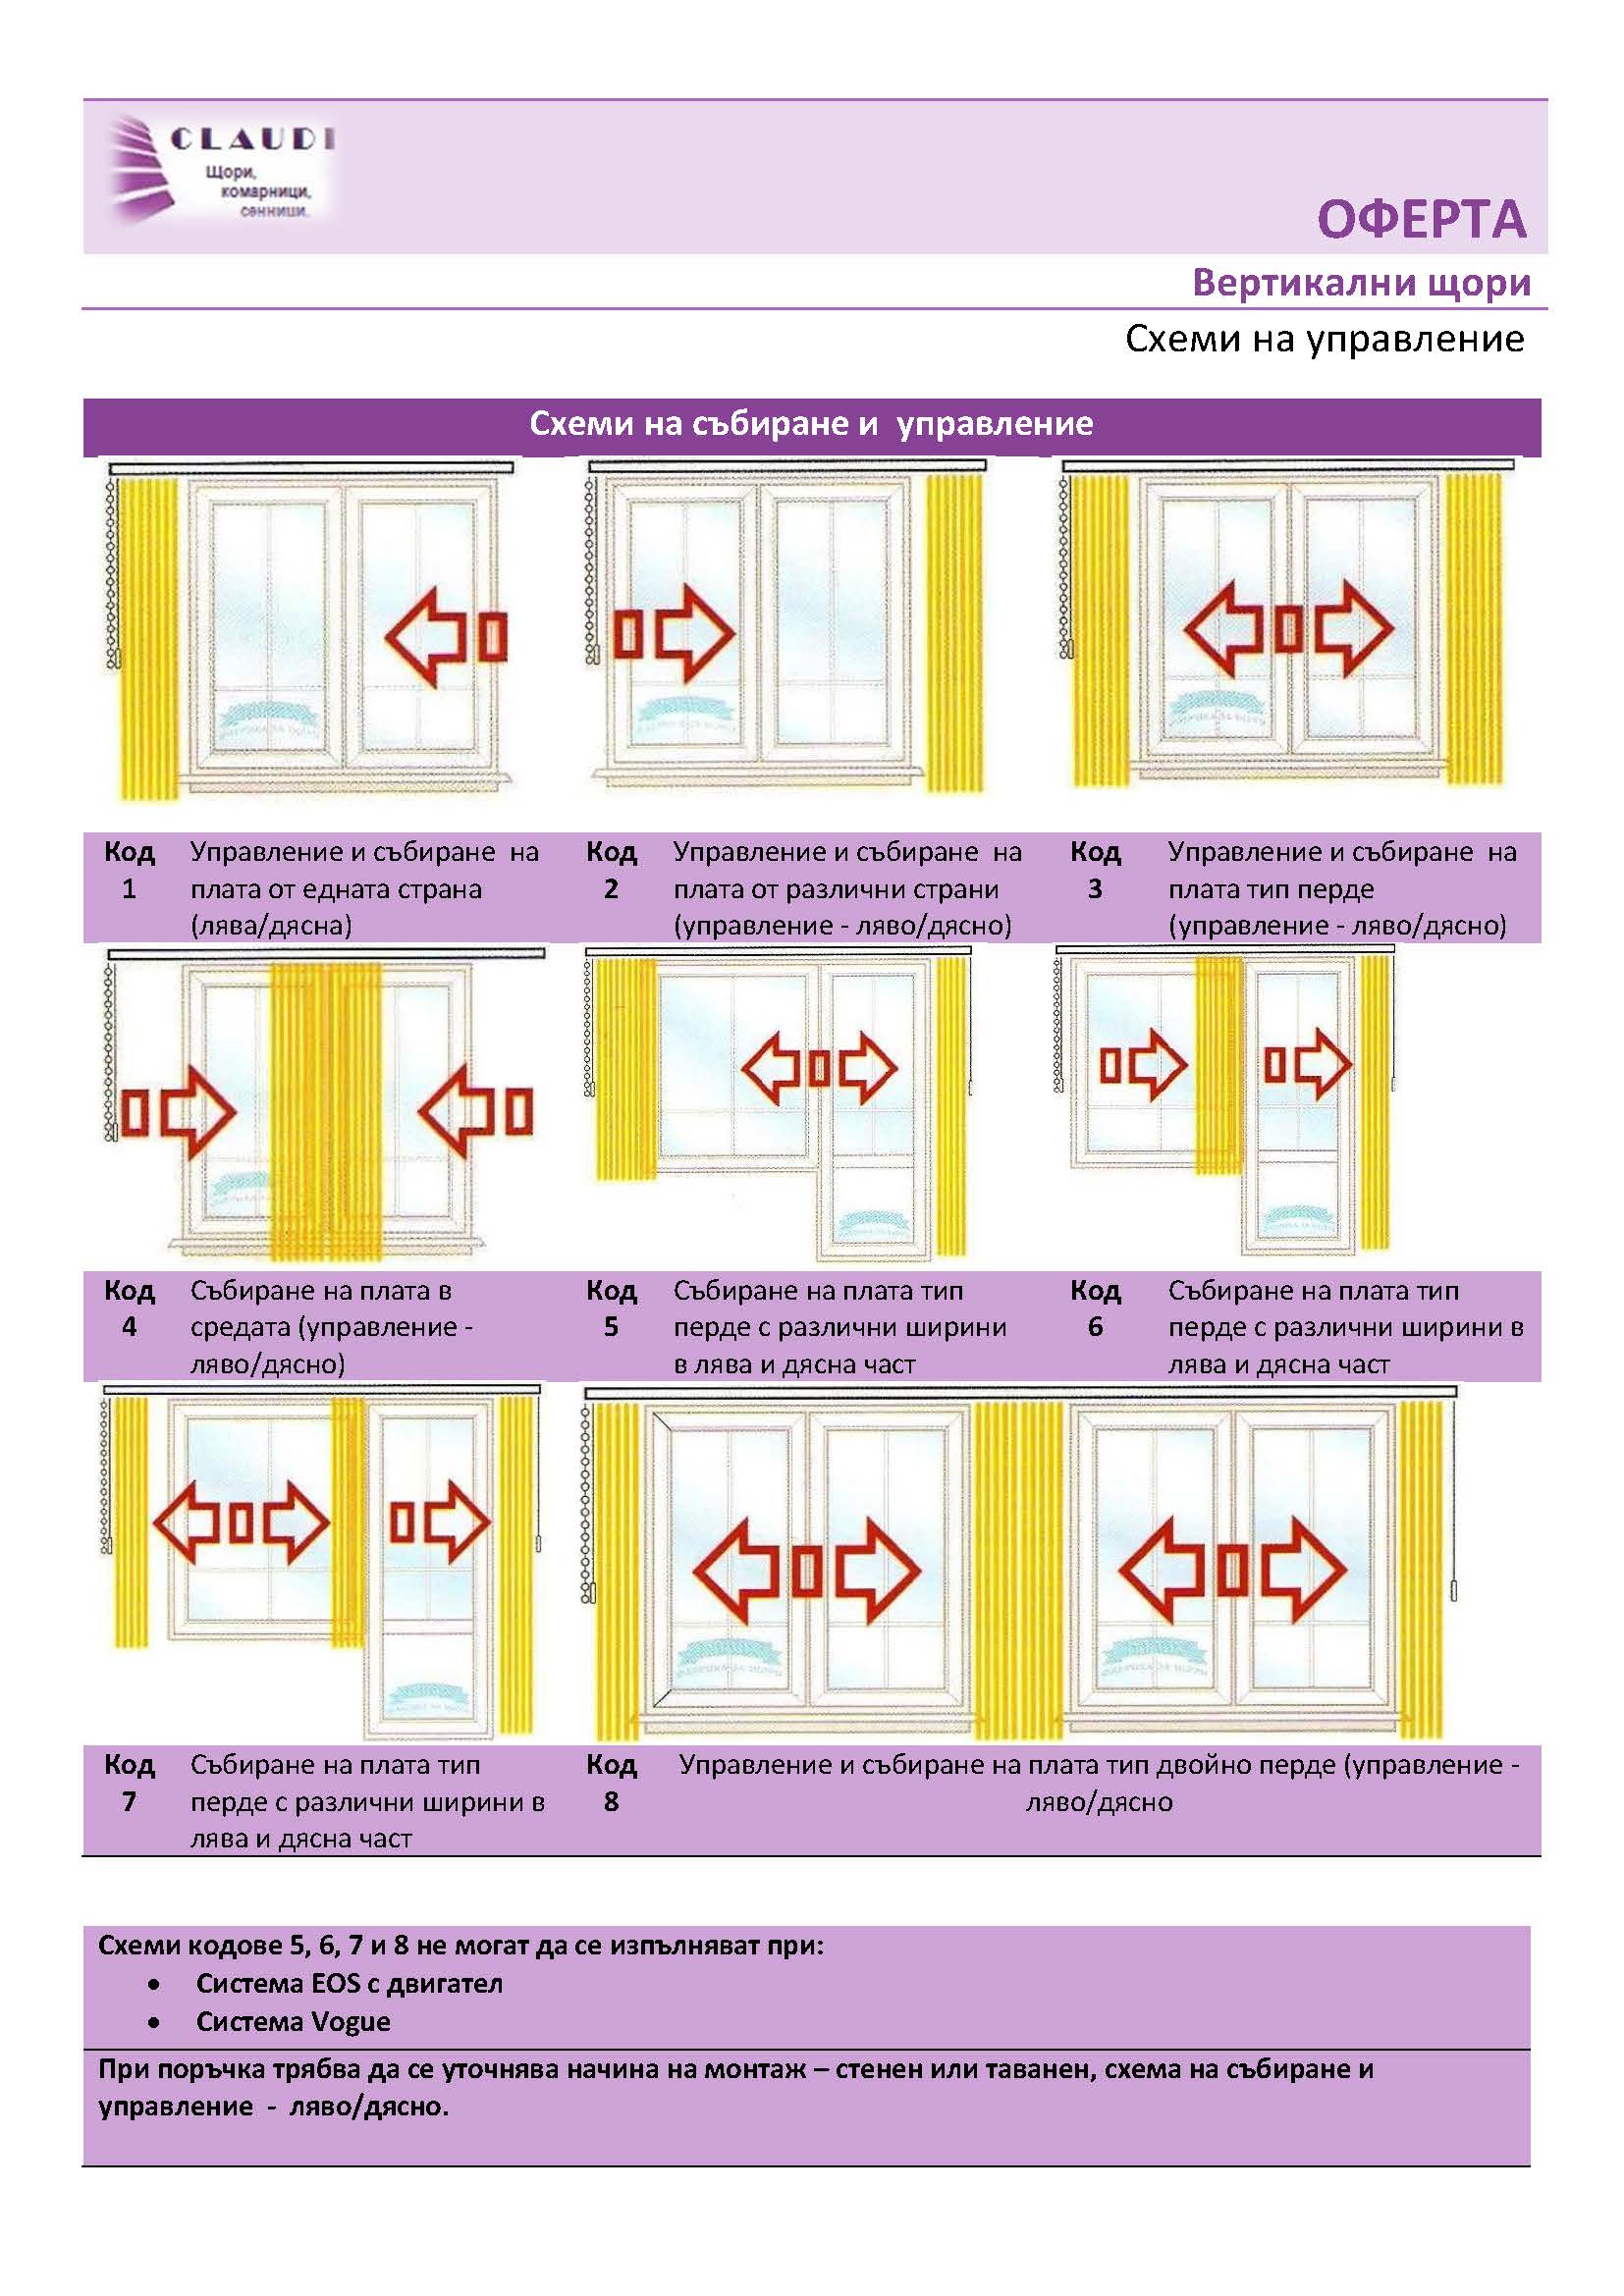 CLAUDI
Щори,
комарници,
сенници.
ОФЕРТА
Вертикални щори
Схеми на управление
Схеми на събиране и  управление
Код
1
Управление и събиране  на
плата от едната страна
(лява/дясна)
Код
2
Управление и събиране  на
плата от различни страни
(управление - ляво/дясно)
Код
3
Управление и събиране  на
плата тип перде
(управление - ляво/дясно)
Код
4
Събиране на плата в
средата (управление -
ляво/дясно)
Код
5
Събиране на плата тип
перде с различни ширини
в лява и дясна част
Код
6
Събиране на плата тип
перде с различни ширини в
лява и дясна част
Код
7
Събиране на плата тип
перде с различни ширини в
лява и дясна част
Код
8
Управление и събиране на плата тип двойно перде (управление -
ляво/дясно
Схеми кодове 5, 6, 7 и 8 не могат да се изпълняват при:
• Система EOS с двигател
• Система Vogue
При поръчка трябва да се уточнява начина на монтаж – стенен или таванен, схема на събиране и
управление  -  ляво/дясно.